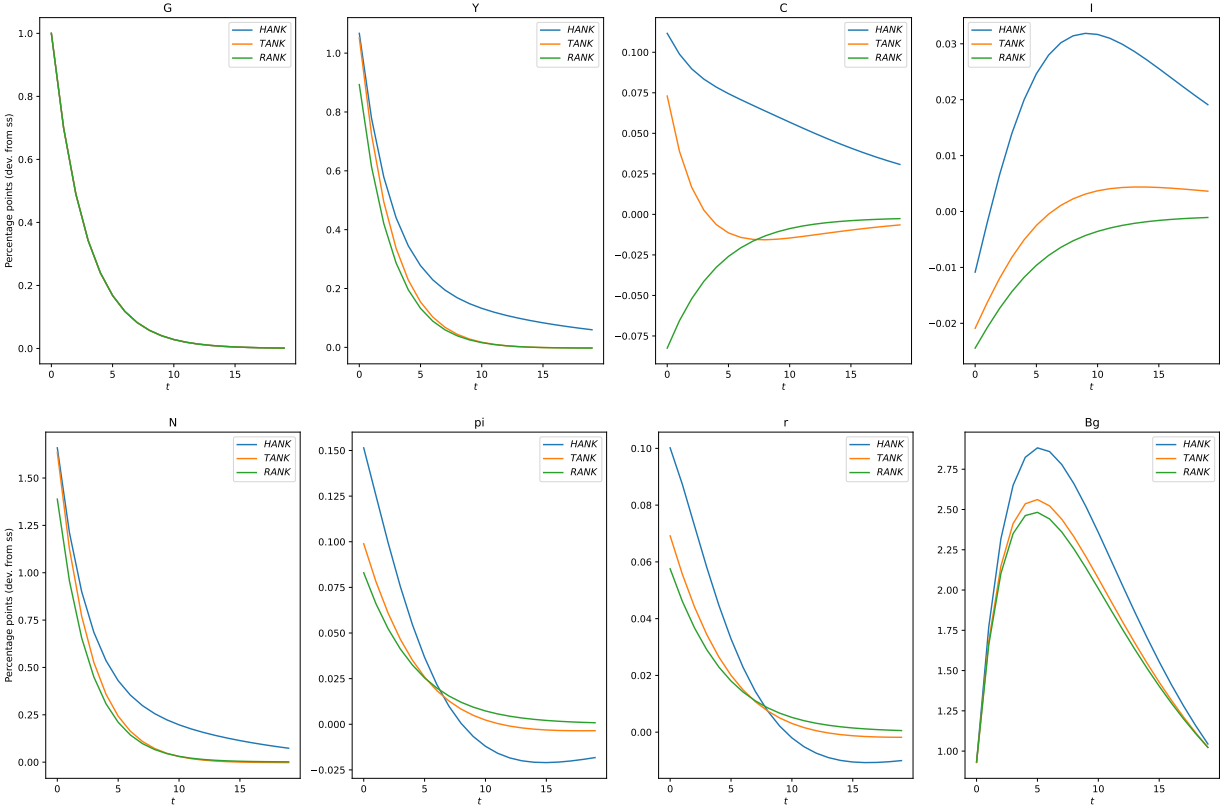 G
Percentage points (dev. from ss)
1.0
0.8
0.6
0.4
0.2
0.0
0
5
10
15
t
HANK
TANK
RANK
Y
1.0
0.8
0.6
0.4
0.2
0.0
0
5
10
15
t
HANK
TANK
RANK
C
0.100
0.075
0.050
0.025
0.000
−0.025
−0.050
−0.075
0
5
10
15
t
HANK
TANK
RANK
I
0.03
0.02
0.01
0.00
−0.01
−0.02
0
5
10
15
t
HANK
TANK
RANK
N
Percentage points (dev. from ss)
1.50
1.25
1.00
0.75
0.50
0.25
0.00
0
5
10
15
t
HANK
TANK
RANK
pi
0.150
0.125
0.100
0.075
0.050
0.025
0.000
−0.025
0
5
10
15
t
HANK
TANK
RANK
r
0.10
0.08
0.06
0.04
0.02
0.00
0
5
10
15
t
HANK
TANK
RANK
Bg
2.75
2.50
2.25
2.00
1.75
1.50
1.25
1.00
0
5
10
15
t
HANK
TANK
RANK